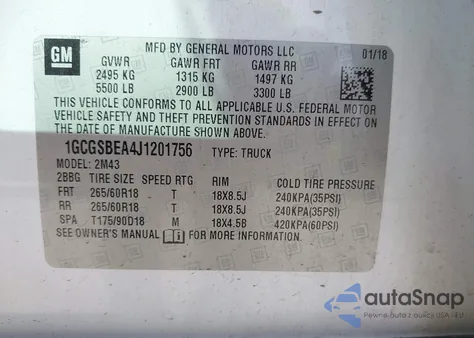 GM
MFD BY GENERAL MOTORS LLC 01/18
GVWR GAWR FRT GAWR RR
2495 KG 1315 KG 1497 KG
5500 LB 2900 LB 3300 LB
THIS VEHICLE CONFORMS TO ALL APPLICABLE U.S. FEDERAL MOTOR
VEHICLE SAFETY AND THEFT PREVENTION STANDARDS IN EFFECT ON
THE DATE OF MANUFACTURE SHOWN ABOVE.
1GCGSBEA4J1201756 TYPE: TRUCK
MODEL: 2M43
2BBG TIRE SIZE SPEED RTG RIM COLD TIRE PRESSURE
FRT 265/60R18 T 18X8.5J 240KPA(35PSI)
RR 265/60R18 T 18X8.5J 240KPA(35PSI)
SPA T175/90D18 M 18X4.5B 420KPA(60PSI)
SEE OWNER'S MANUAL FOR MORE INFORMATION
autoSnap
Pewne auto z USA